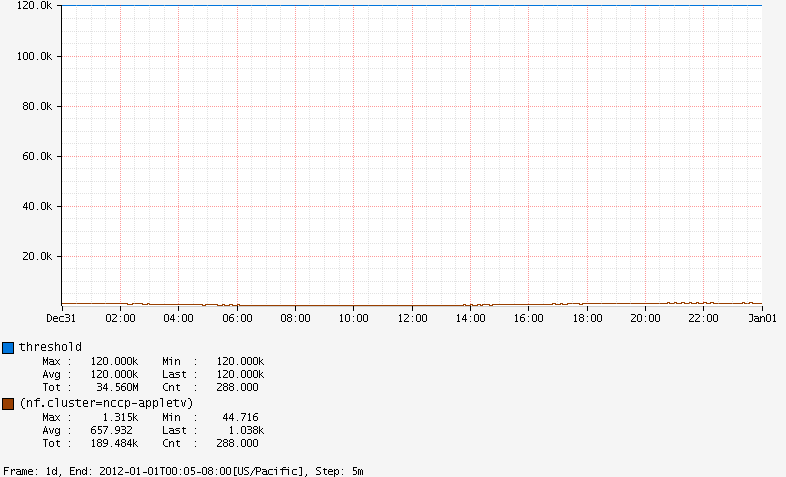 120.0k
100.0k
80.0k
60.0k
40.0k
20.0k
Dec31 02:00 04:00 06:00 08:00 10:00 12:00 14:00 16:00 18:00 20:00 22:00 Jan01
threshold
Max : 120.000k Min : 120.000k
Avg : 120.000k Last : 120.000k
Tot : 34.560M Cnt : 288.000
(nf.cluster=nccp-appletv)
Max : 1.315k Min : 44.716
Avg : 657.932 Last : 1.038k
Tot : 189.484k Cnt : 288.000
Frame: 1d, End: 2012-01-01T00:05-08:00[US/Pacific], Step: 5m